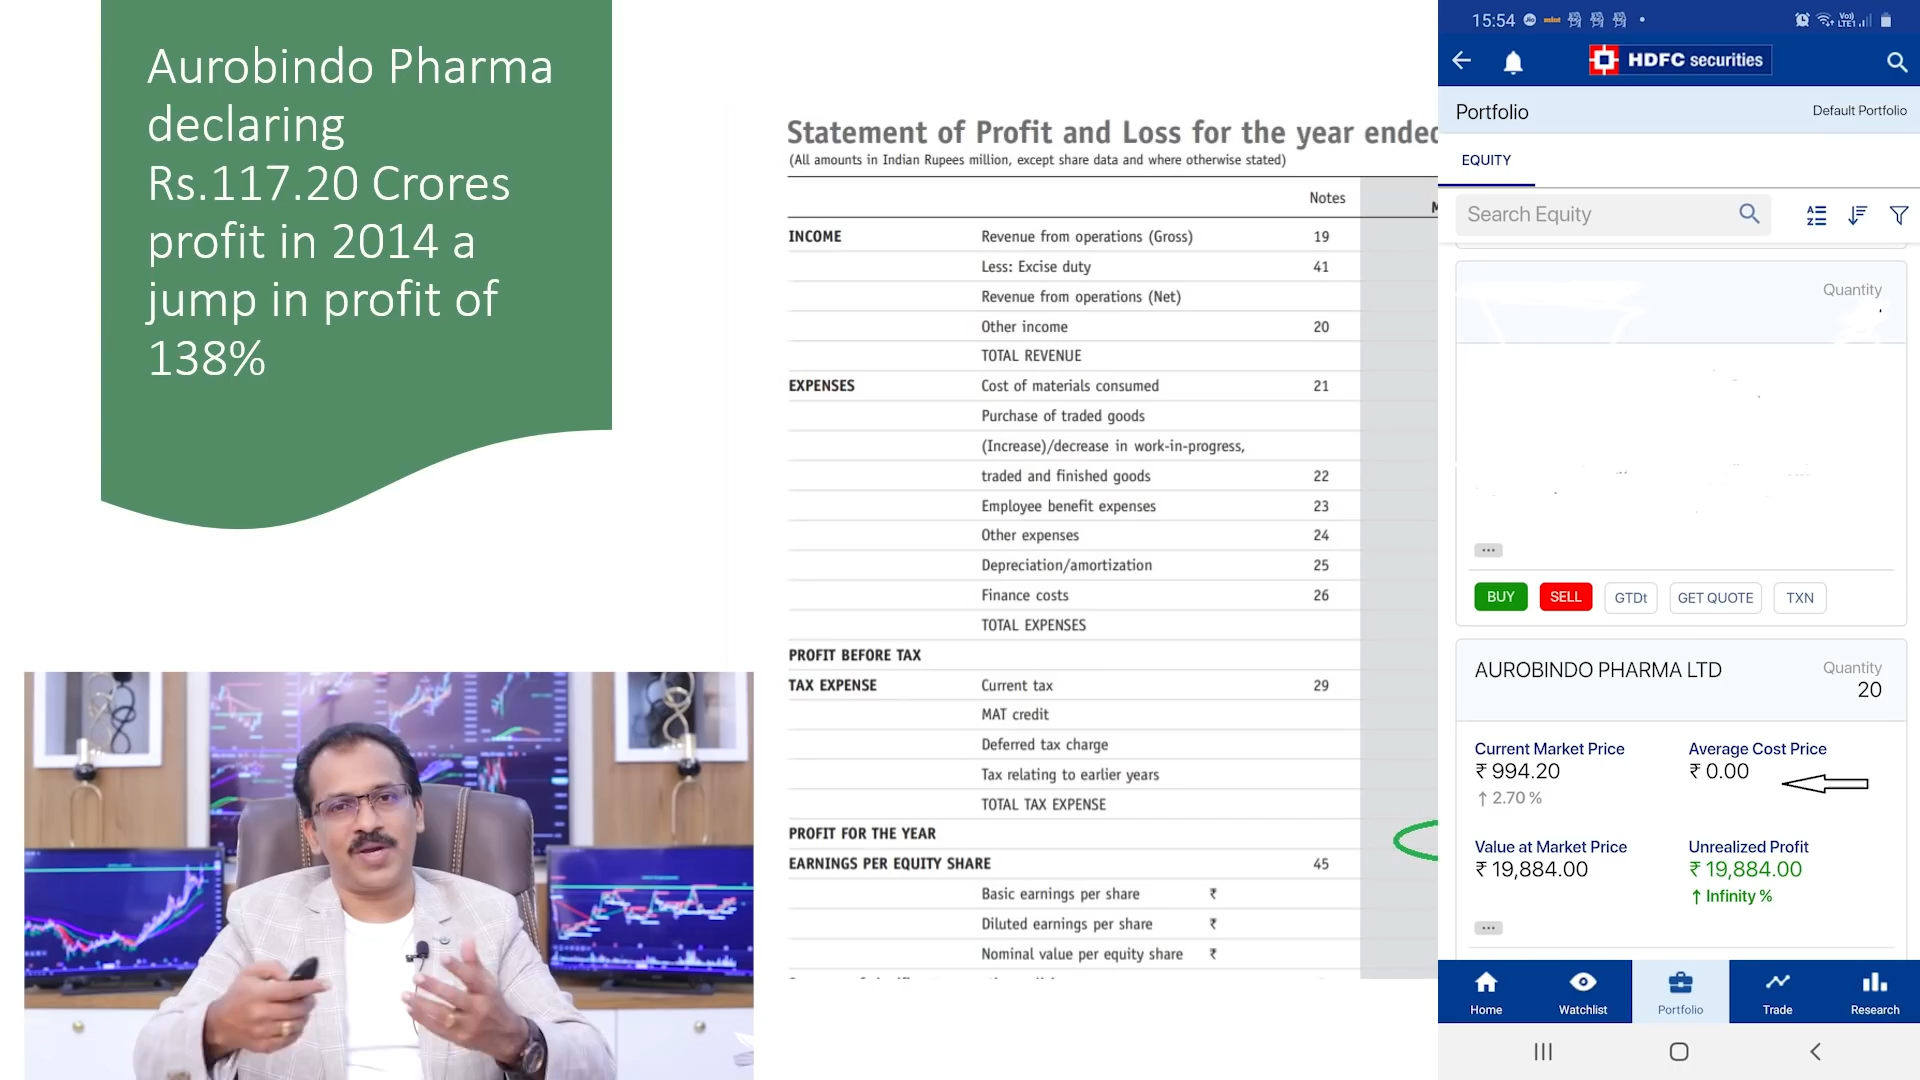 Aurobindo Pharma
declaring
Rs.117.20 Crores
profit in 2014 a
jump in profit of
138%
Statement of Profit and Loss for the year ended
(All amounts in Indian Rupees million, except share data and where otherwise stated)
Notes
INCOME Revenue from operations (Gross) 19
Less: Excise duty 41
Revenue from operations (Net)
Other income 20
TOTAL REVENUE
EXPENSES Cost of materials consumed 21
Purchase of traded goods
(Increase)/decrease in work-in-progress,
traded and finished goods 22
Employee benefit expenses 23
Other expenses 24
Depreciation/amortization 25
Finance costs 26
TOTAL EXPENSES
PROFIT BEFORE TAX
TAX EXPENSE Current tax 29
MAT credit
Deferred tax charge
Tax relating to earlier years
TOTAL TAX EXPENSE
PROFIT FOR THE YEAR
EARNINGS PER EQUITY SHARE 45
Basic earnings per share ₹
Diluted earnings per share ₹
Nominal value per equity share ₹
15:54
HDFC securities
Portfolio Default Portfolio
EQUITY
Search Equity
Quantity
BUY SELL GTDt GET QUOTE TXN
AUROBINDO PHARMA LTD Quantity
20
Current Market Price Average Cost Price
₹ 994.20 ₹ 0.00
↑ 2.70 %
Value at Market Price Unrealized Profit
₹ 19,884.00 ₹ 19,884.00
↑ Infinity %
Home Watchlist Portfolio Trade Research